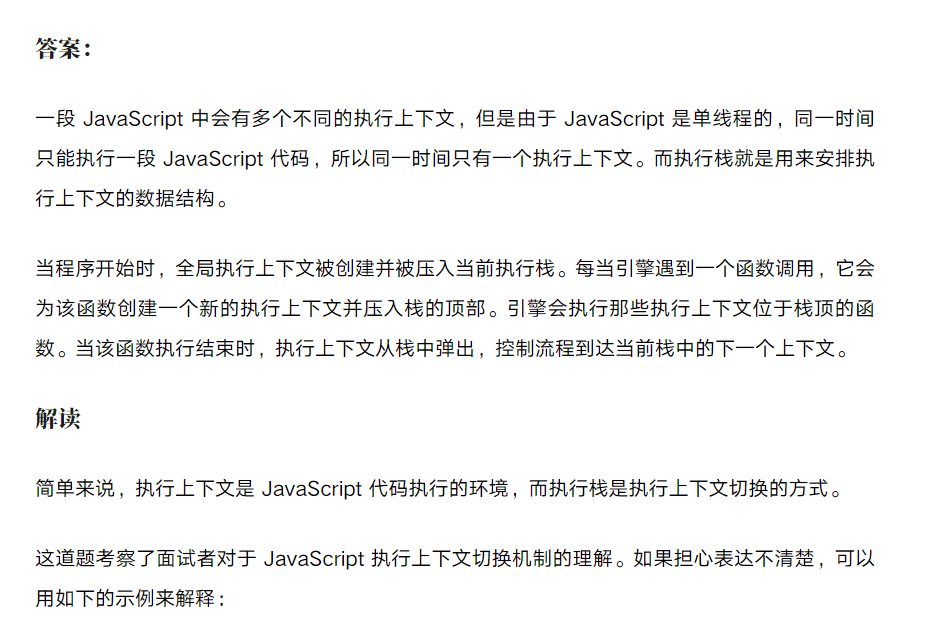 答案：
一段 JavaScript 中会有多个不同的执行上下文，但是由于 JavaScript 是单线程的，同一时间
只能执行一段 JavaScript 代码，所以同一时间只有一个执行上下文。而执行栈就是用来安排执
行上下文的数据结构。
当程序开始时，全局执行上下文被创建并被压入当前执行栈。每当引擎遇到一个函数调用，它会
为该函数创建一个新的执行上下文并压入栈的顶部。引擎会执行那些执行上下文位于栈顶的函
数。当该函数执行结束时，执行上下文从栈中弹出，控制流程到达当前栈中的下一个上下文。
解读
简单来说，执行上下文是 JavaScript 代码执行的环境，而执行栈是执行上下文切换的方式。
这道题考察了面试者对于 JavaScript 执行上下文切换机制的理解。如果担心表达不清楚，可以
用如下的示例来解释：